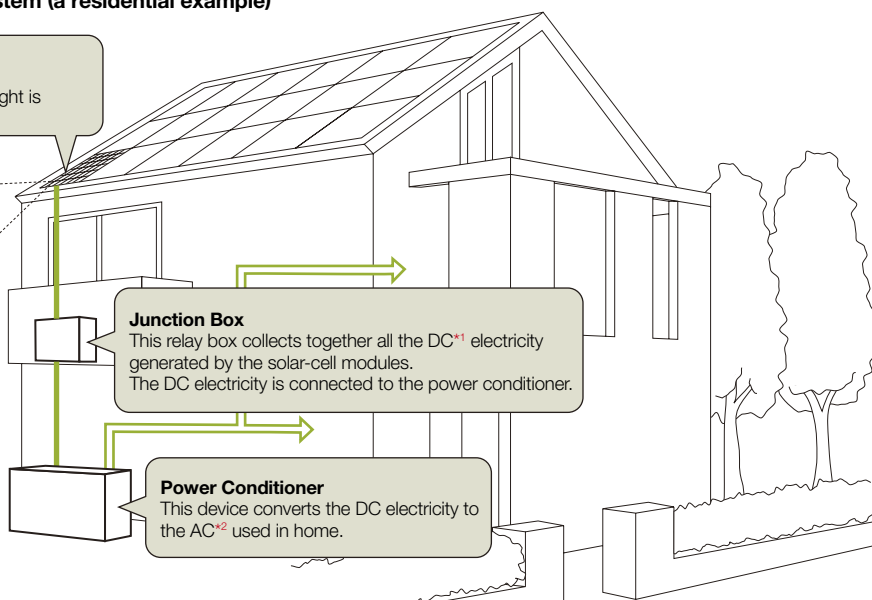 stem (a residential example)
ght is
Junction Box
This relay box collects together all the DC*1 electricity
generated by the solar-cell modules.
The DC electricity is connected to the power conditioner.
Power Conditioner
This device converts the DC electricity to
the AC*2 used in home.